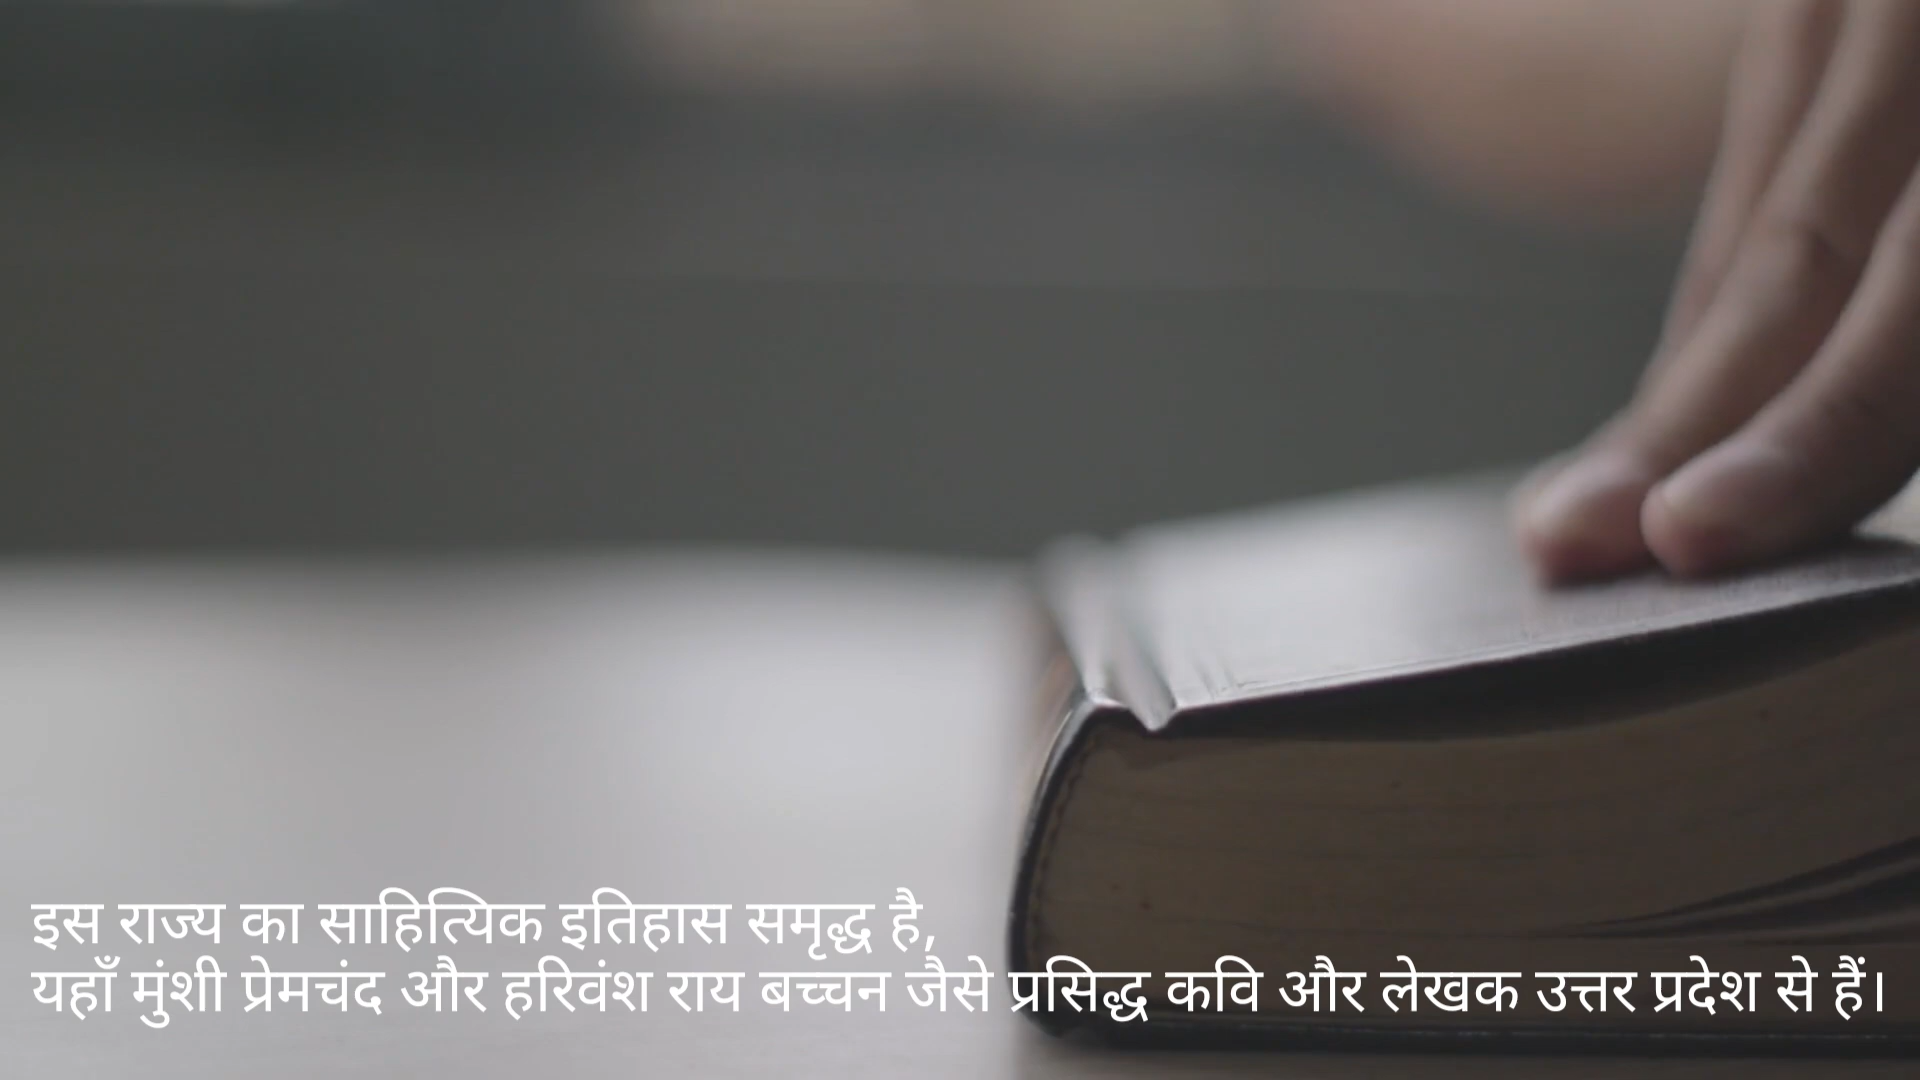 इस राज्य का साहित्यिक इतिहास समृद्ध है,
यहाँ मुंशी प्रेमचंद और हरिवंश राय बच्चन जैसे प्रसिद्ध कवि और लेखक उत्तर प्रदेश से हैं।